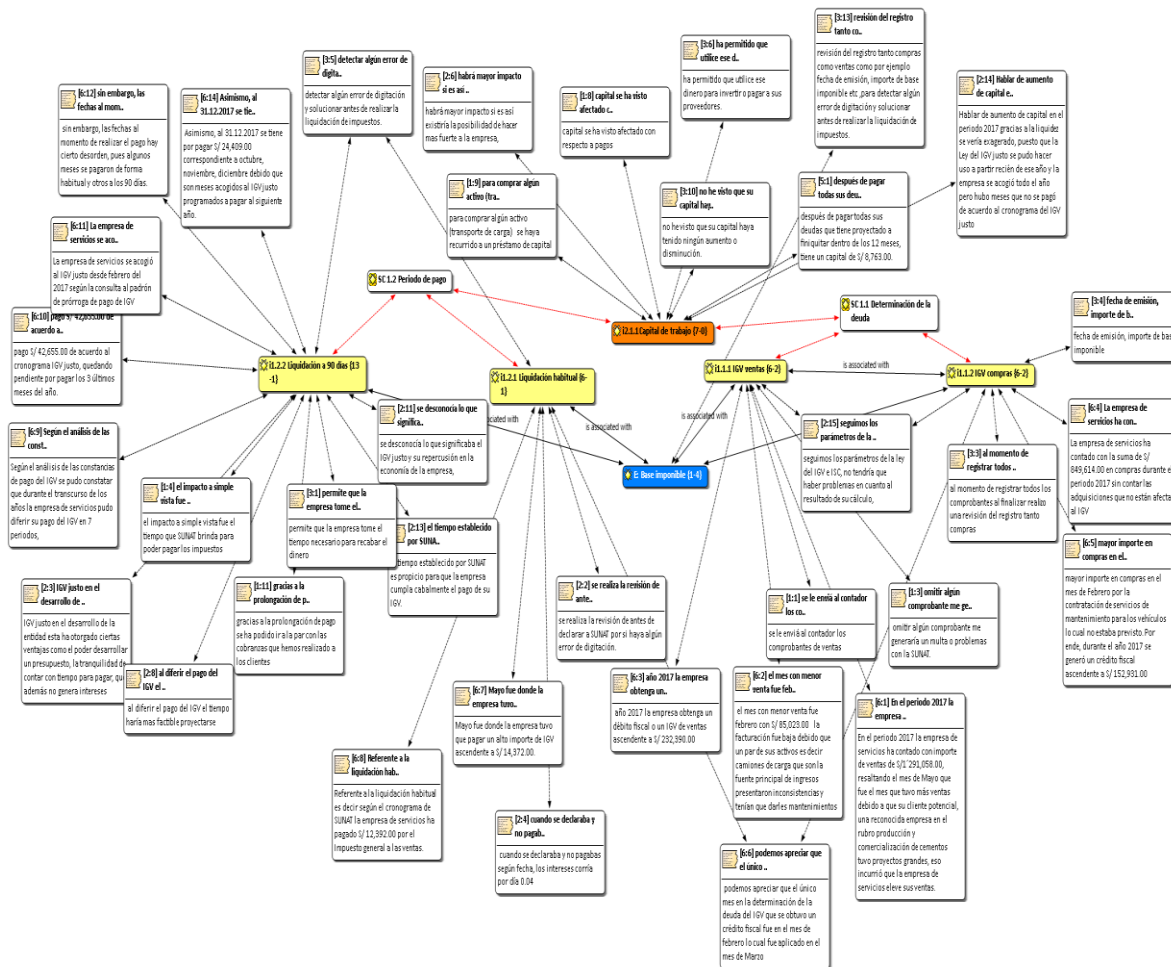 [3:13] revisión del registro
tanto co..
revisión del registro tanto compras
como ventas como por ejemplo
fecha de emisión, importe de base
imponible etc ,para detectar algún
error de digitación y solucionar
antes de realizar la liquidación de
impuestos.
[3:6] ha permitido que
utilice ese d..
ha permitido que utilice ese
dinero para invertir o pagar a sus
proveedores.
[3:5] detectar algún error de
digita..
detectar algún error de digitación
y solucionar antes de realizar la
liquidación de impuestos.
[2:6] habrá mayor impacto
si es así ..
habrá mayor impacto si es así
existiría la posibilidad de hacer
mas fuerte a la empresa,
[1:8] capital se ha visto
afectado c..
capital se ha visto afectado con
respecto a pagos
[2:14] Hablar de aumento
de capital e..
Hablar de aumento de capital en el
periodo 2017 gracias a la liquidez
se vería exagerado, puesto que la
Ley del IGV justo se pudo hacer
uso a partir recién de ese año y la
empresa se acogió todo el año
pero hubo meses que no se pagó
de acuerdo al cronograma del IGV
justo
[6:12] sin embargo, las
fechas al mom..
sin embargo, las fechas al
momento de realizar el pago hay
cierto desorden, pues algunos
meses se pagaron de forma
habitual y otros a los 90 días.
[6:14] Asimismo, al
31.12.2017 se tie..
Asimismo, al 31.12.2017 se tiene
por pagar S/ 24,409.00
correspondiente a octubre,
noviembre, diciembre debido que
son meses acogidos al IGV justo
programados a pagar al siguiente
año.
[1:9] para comprar algún
activo (tra..
para comprar algún activo
(transporte de carga) se haya
recurrido a un préstamo de capital
[3:10] no he visto que su
capital hay..
no he visto que su capital haya
tenido ningún aumento o
disminución.
[5:1] después de pagar
todas sus deu..
después de pagar todas sus
deudas que tiene proyectado a
finiquitar dentro de los 12 meses,
tiene un capital de S/ 8,763.00.
[6:11] La empresa de
servicios se aco..
La empresa de servicios se acogió
al IGV justo desde febrero del
2017 según la consulta al padrón
de prórroga de pago de IGV
SC 1.2 Periodo de pago
SC 1.1 Determinación de la
deuda
[6:10] pago S/ 42,655.00 de
acuerdo a..
pago S/ 42,655.00 de acuerdo al
cronograma IGV justo, quedando
pendiente por pagar los 3 últimos
meses del año.
i2.1.1 Capital de trabajo {7-0}
[3:4] fecha de emisión,
importe de b..
fecha de emisión, importe de base
imponible
i1.2.2 Liquidación a 90 días {13
-1}
i1.2.1 Liquidación habitual {6-
1}
i1.1.1 IGV ventas {6-2}
is associated with
i1.1.2 IGV compras {6-2}
[2:11] se desconocía lo que
significa..
se desconocía lo que significaba el
IGV justo y su repercusión en la
economía de la empresa,
is associated with
is associated with
[2:15] seguimos los
parámetros de la ..
seguimos los parámetros de la ley
del IGV e ISC, no tendría que
haber problemas en cuanto al
resultado de su cálculo,
[6:4] La empresa de
servicios ha con..
La empresa de servicios ha
contado con la suma de S/
849,614.00 en compras durante el
periodo 2017 sin contar las
adquisiciones que no están afectas
al IGV
[6:9] Según el análisis de las
const..
Según el análisis de las constancias
de pago del IGV se pudo constatar
que durante el transcurso de los
años la empresa de servicios pudo
diferir su pago del IGV en 7
periodos,
E: Base imponible {1-4}
[3:3] al momento de
registrar todos ..
al momento de registrar todos los
comprobantes al finalizar realizo
una revisión del registro tanto
compras
[1:4] el impacto a simple
vista fue ..
el impacto a simple vista fue el
tiempo que SUNAT brinda para
poder pagar los impuestos
[3:1] permite que la
empresa tome el..
permite que la empresa tome el
tiempo necesario para recabar el
dinero
[2:13] el tiempo establecido
por SUNA..
tiempo establecido por SUNAT
es propicio para que la empresa
cumpla cabalmente el pago de su
IGV.
[6:5] mayor importe en
compras en el..
mayor importe en compras en el
mes de Febrero por la
contratación de servicios de
mantenimiento para los vehículos
lo cual no estaba previsto. Por
ende, durante el año 2017 se
generó un crédito fiscal
ascendente a S/ 152,931.00
[2:3] IGV justo en el
desarrollo de ..
IGV justo en el desarrollo de la
entidad esta ha otorgado ciertas
ventajas como el poder desarrollar
un presupuesto, la tranquilidad de
contar con tiempo para pagar, que
además no genera intereses
[1:11] gracias a la
prolongación de p..
gracias a la prolongación de pago
se ha podido ir a la par con las
cobranzas que hemos realizado a
los clientes
[2:2] se realiza la revisión de
ante..
se realiza la revisión de antes de
declarar a SUNAT por si haya algún
error de digitación.
[1:1] se le envía al contador
los co..
se le enviá al contador los
comprobantes de ventas
[1:3] omitir algún
comprobante me ge..
omitir algún comprobante me
generaría un multa o problemas
con la SUNAT.
[2:8] al diferir el pago del
IGV el ..
al diferir el pago del IGV el tiempo
haría mas factible proyectarse
[6:7] Mayo fue donde la
empresa tuvo..
Mayo fue donde la empresa tuvo
que pagar un alto importe de IGV
ascendente a S/ 14,372.00.
[6:3] año 2017 la empresa
obtenga un..
año 2017 la empresa obtenga un
débito fiscal o un IGV de ventas
ascendente a S/ 232,390.00
[6:2] el mes con menor
venta fue feb..
el mes con menor venta fue
febrero con S/ 85,023.00 la
facturación fue baja debido que
un par de sus activos es decir
camiones de carga que son la
fuente principal de ingresos
presentaron inconsistencias y
tenían que darles mantenimientos
[6:1] En el periodo 2017 la
empresa ..
En el periodo 2017 la empresa de
servicios ha contado con importe
de ventas de S/1´291,058.00,
resaltando el mes de Mayo que
fue el mes que tuvo más ventas
debido a que su cliente potencial,
una reconocida empresa en el
rubro producción y
comercialización de cementos
tuvo proyectos grandes, eso
incurrió que la empresa de
servicios eleve sus ventas.
[6:8] Referente a la
liquidación hab..
Referente a la liquidación habitual
es decir según el cronograma de
SUNAT la empresa de servicios ha
pagado S/ 12,392.00 por el
Impuesto general a las ventas.
[2:4] cuando se declaraba y
no pagab..
cuando se declaraba y no pagabas
según fecha, los intereses corría
por día 0.04
[6:6] podemos apreciar que
el único ..
podemos apreciar que el único
mes en la determinación de la
deuda del IGV que se obtuvo un
crédito fiscal fue en el mes de
febrero lo cual fue aplicado en el
mes de Marzo